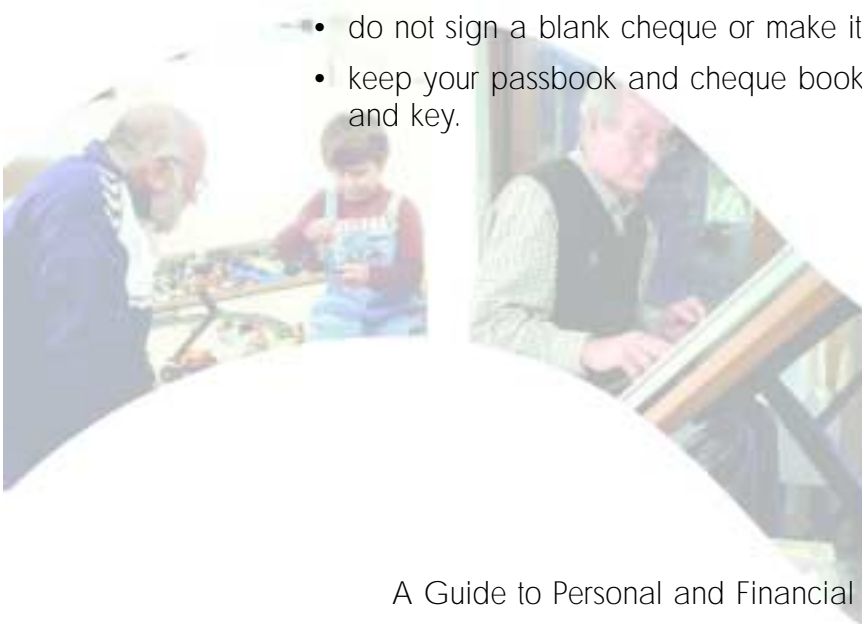 • do not sign a blank cheque or make it
• keep your passbook and cheque book
and key.
A Guide to Personal and Financial